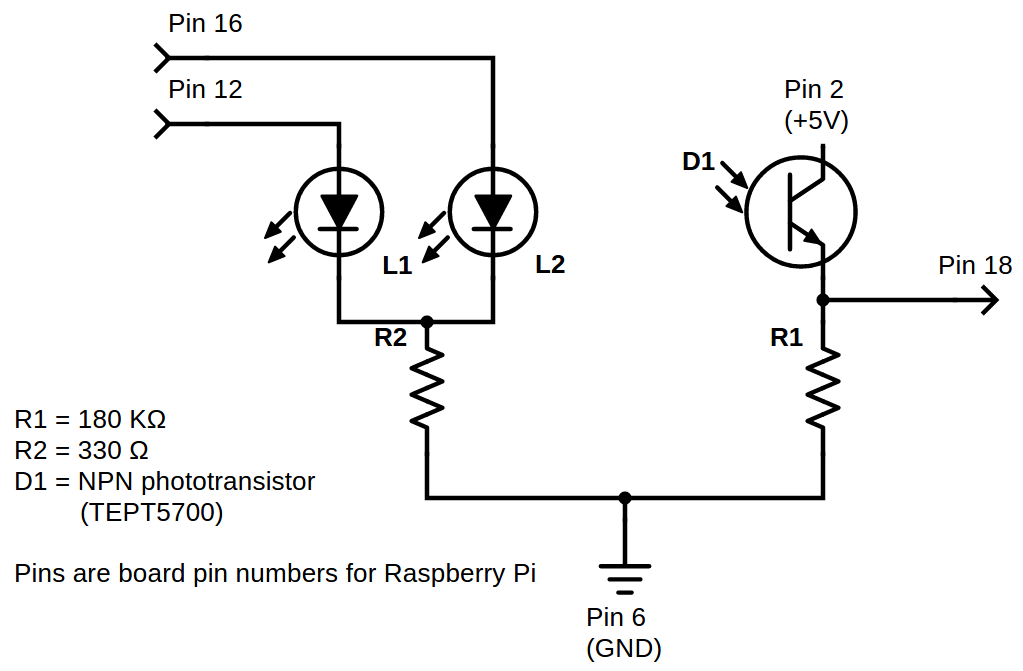 Pin 16
Pin 12
Pin 2
(+5V)
D1
L1
L2
Pin 18
R2
R1
R1 = 180 KΩ
R2 = 330 Ω
D1 = NPN phototransistor
(TEPT5700)
Pins are board pin numbers for Raspberry Pi
Pin 6
(GND)